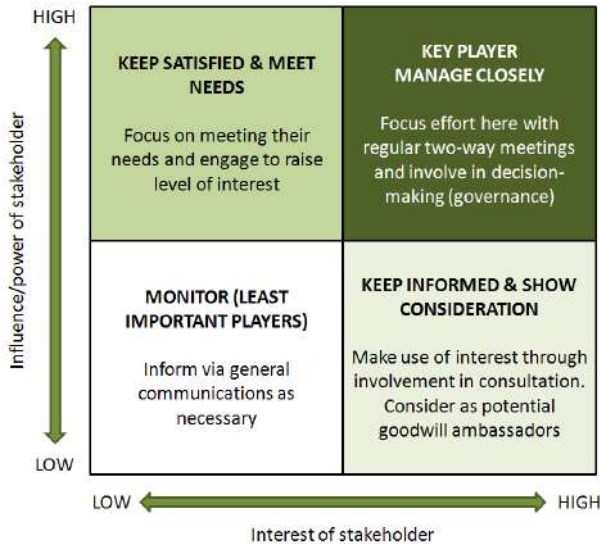 HIGH
KEEP SATISFIED & MEET
NEEDS
Focus on meeting their
needs and engage to raise
level of interest
KEY PLAYER
MANAGE CLOSELY
Focus effort here with
regular two-way meetings
and involve in decision-
making (governance)
Influence/power of stakeholder
MONITOR (LEAST
IMPORTANT PLAYERS)
Inform via general
communications as
necessary
KEEP INFORMED & SHOW
CONSIDERATION
Make use of interest through
involvement in consultation.
Consider as potential
goodwill ambassadors
LOW
LOW
HIGH
Interest of stakeholder